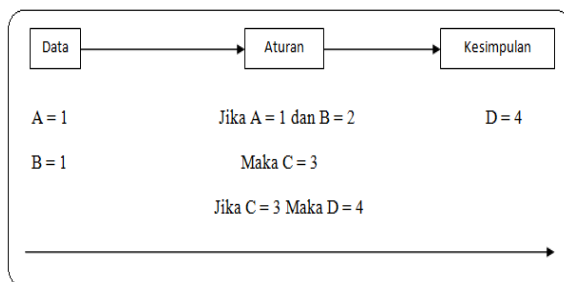 Data Aturan Kesimpulan
A = 1 Jika A = 1 dan B = 2 D = 4
B = 1 Maka C = 3
Jika C = 3 Maka D = 4